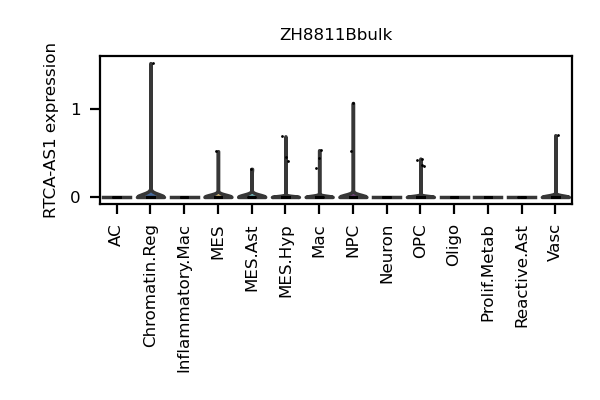 ZH8811Bbulk
RTCA-AS1 expression
1
0
AC
Chromatin.Reg
Inflammatory.Mac
MES
MES.Ast
MES.Hyp
Mac
NPC
Neuron
OPC
Oligo
Prolif.Metab
Reactive.Ast
Vasc